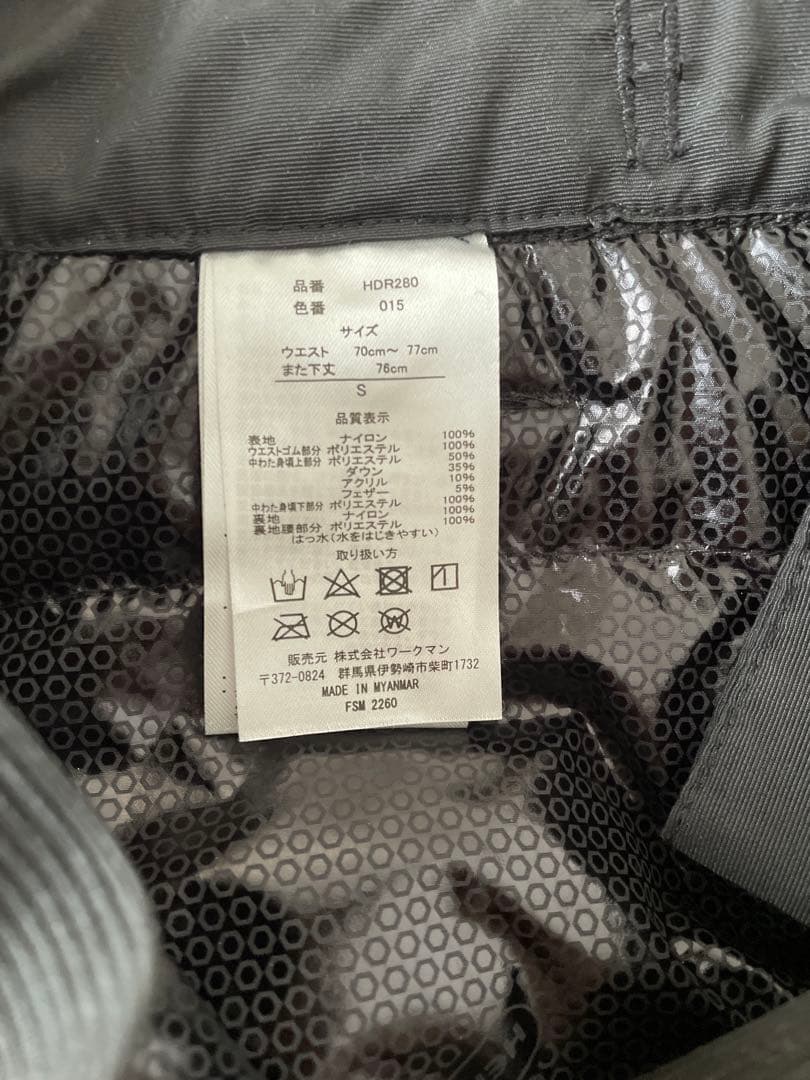 品番 HDR280
色番 015
サイズ
ウエスト 70cm〜 77cm
また下丈 76cm
S
品質表示
表地 ナイロン 100%
ウエストゴム部分 ポリエステル 100%
中わた身頃上部分 ポリエステル 50%
ダウン 35%
アクリル 10%
フェザー 5%
中わた身頃下部分 ポリエステル 100%
裏地 ナイロン 100%
裏地腰部分 ポリエステル 100%
はっ水(水をはじきやすい)
取り扱い方
W
販売元 株式会社ワークマン
〒372-0824 群馬県伊勢崎市柴町1732
MADE IN MYANMAR
FSM 2260